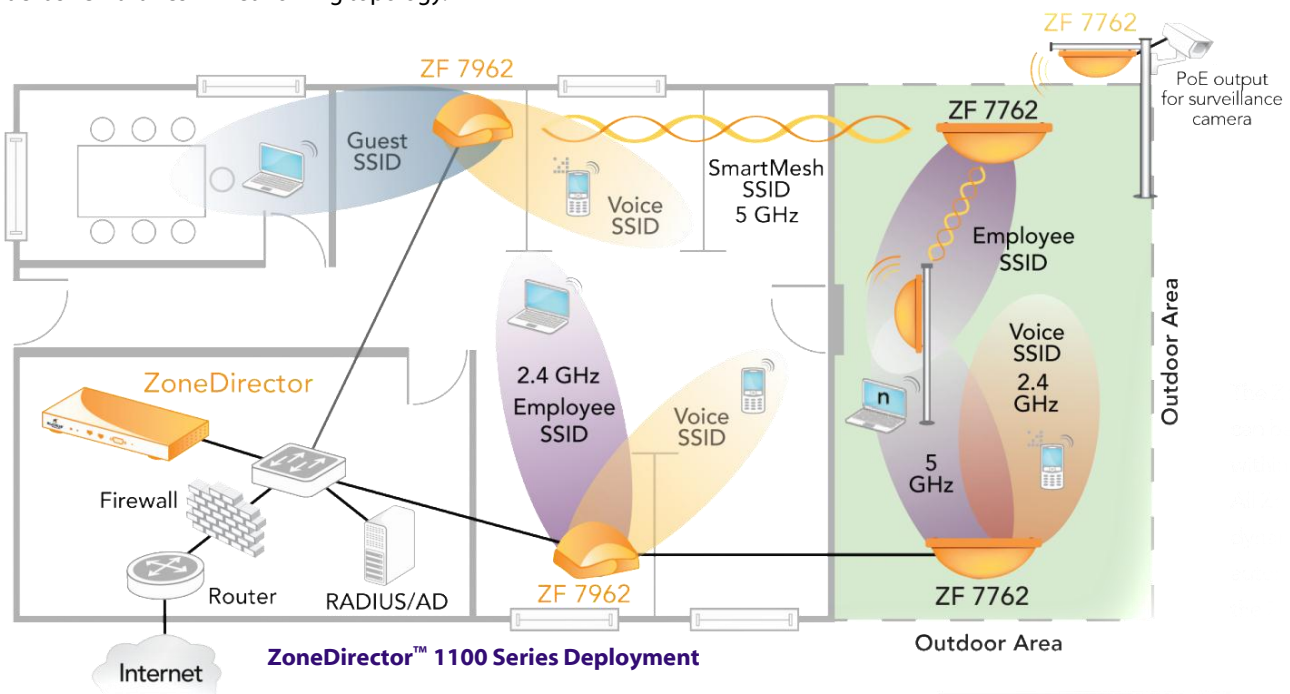 ZF 7762
PoE output
for surveillance
camera
ZF 7962
ZF 7762
Guest
SSID
SmartMesh
SSID
5 GHz
Voice
SSID
Employee
SSID
Outdoor Area
Voice
SSID
2.4
GHz
2.4 GHz
Employee
SSID
Voice
SSID
n
5
GHz
ZoneDirector
Firewall
Router
RADIUS/AD
ZF 7962
ZF 7762
Outdoor Area
Internet
ZoneDirector™ 1100 Series Deployment